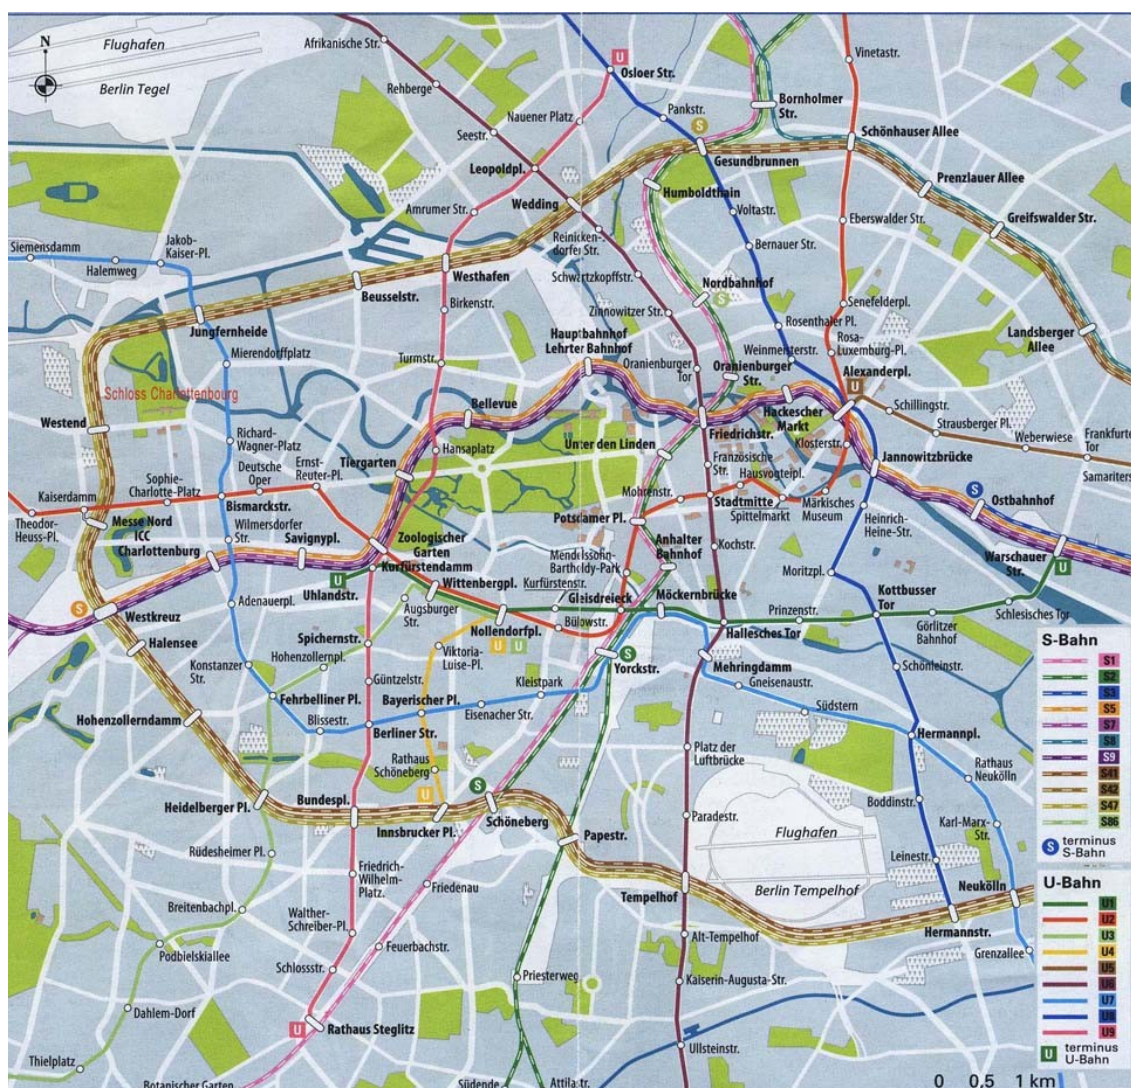 Flughafen
Berlin Tegel
N
Afrikanische Str.
Rehberge
Seestr.
Nauener Platz
Osloer Str.
U
Pankstr.
S
Gesundbrunnen
Bornholmer
Str.
Vinetastr.
Schönhauser Allee
Prenzlauer Allee
Greifswalder Str.
Leopoldpl.
Wedding
Amrumer Str.
Humboldthain
Voltastr.
Eberswalder Str.
Siemensdamm
Halemweg
Jakob-
Kaiser-Pl.
Reinicken-
dorfer Str.
Bernauer Str.
Westhafen
Beusselstr.
Birkenstr.
Schwartzkopffstr.
Nordbahnhof
S
Zinnowitzer Str.
Senefelderpl.
Jungfernheide
Mierendorffplatz
Rosenthaler Pl.
Landsberger
Allee
Hauptbahnhof
Lehrter Bahnhof
Weinmeisterstr.
Rosa-
Luxemburg-Pl.
Turmstr.
Oranienburger
Tor
Oranienburger
Str.
Alexanderpl.
U
Schloss Charlottenbourg
Bellevue
Hackescher
Markt
Schillingstr.
Westend
Unter den Linden
Friedrichstr.
Klosterstr.
Strausberger Pl.
Weberwiese
Frankfurter
Tor
Richard-
Wagner-Platz
Hansaplatz
Tiergarten
Französische
Str.
Hausvogteipl.
Jannowitzbrücke
Samariterstr.
Deutsche
Oper
Ernst-
Reuter-Pl.
Sophie-
Charlotte-Platz
Kaiserdamm
Mohrenstr.
Stadtmitte
Spittelmarkt
Märkisches
Museum
S
Ostbahnhof
Theodor-
Heuss-Pl.
Bismarckstr.
Messe Nord
ICC
Charlottenburg
Wilmersdorfer
Str.
Savignypl.
Zoologischer
Garten
Kurfürstendamm
Potsdamer Pl.
Anhalter
Bahnhof
Kochstr.
Heinrich-
Heine-Str.
Warschauer
Str.
U
U
Uhlandstr.
Wittenbergpl.
Mendelssohn-
Bartholdy-Park
Kurfürstenstr.
Gleisdreieck
Möckernbrücke
Moritzpl.
Kottbusser
Tor
Schlesisches Tor
S
Westkreuz
Adenauerpl.
Augsburger
Str.
Nollendorfpl.
U
U
Bülowstr.
Hallesches Tor
Prinzenstr.
Görlitzer
Bahnhof
Halensee
Spichernstr.
Hohenzollernpl.
Viktoria-
Luise-Pl.
Yorckstr.
S
Mehringdamm
Schönleinstr.
Konstanzer
Str.
Güntzelstr.
Kleistpark
Gneisenaustr.
Fehrbelliner Pl.
Bayerischer Pl.
Eisenacher Str.
Südstern
Hohenzollerndamm
Blissestr.
Berliner Str.
Hermannpl.
Rathaus
Schöneberg
U
Platz der
Luftbrücke
Rathaus
Neukölln
Heidelberger Pl.
Bundespl.
Innsbrucker Pl.
S
Schöneberg
Boddinstr.
Papestr.
Paradestr.
Flughafen
Berlin Tempelhof
Karl-Marx-
Str.
Rüdesheimer Pl.
Friedrich-
Wilhelm-
Platz.
Friedenau
Leinestr.
Neukölln
Tempelhof
Breitenbachpl.
Walther-
Schreiber-Pl.
Hermannstr.
Podbielskiallee
Feuerbachstr.
Alt-Tempelhof
Grenzallee
Schlossstr.
Priesterweg
Kaiserin-Augusta-Str.
Dahlem-Dorf
U
Rathaus Steglitz
Ullsteinstr.
Thielplatz
Botanischer Garten
Südende
Attilastr.
S-Bahn
S1
S2
S3
S5
S7
S8
S9
S41
S42
S47
S86
S terminus
S-Bahn
U-Bahn
U1
U2
U3
U4
U5
U6
U7
U8
U9
U terminus
U-Bahn
0 0.5 1 km